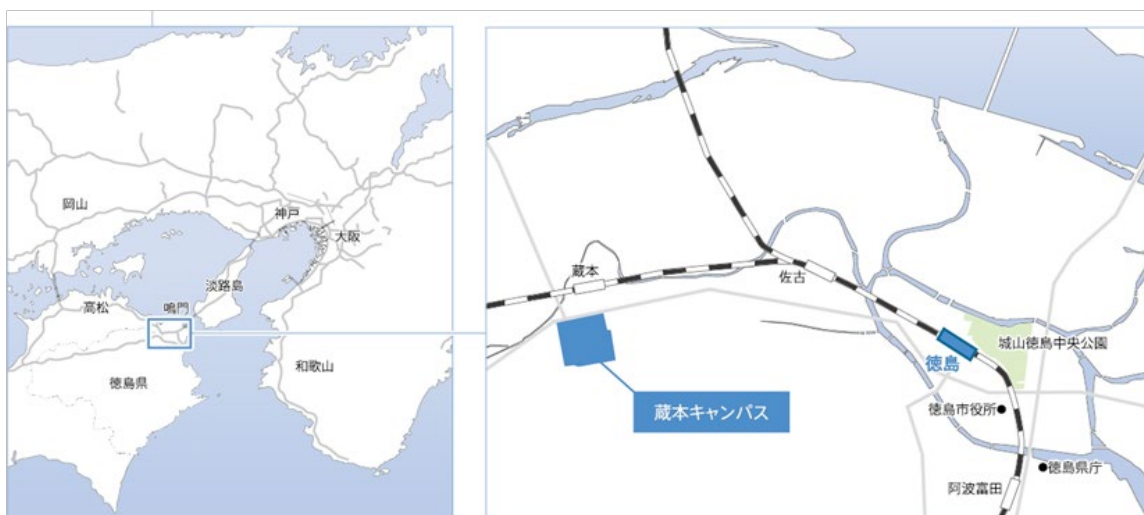 岡山
神戸
大阪
淡路島
高松
鳴門
徳島県
和歌山
蔵本
佐古
徳島
城山徳島中央公園
蔵本キャンパス
徳島市役所
徳島県庁
阿波富田